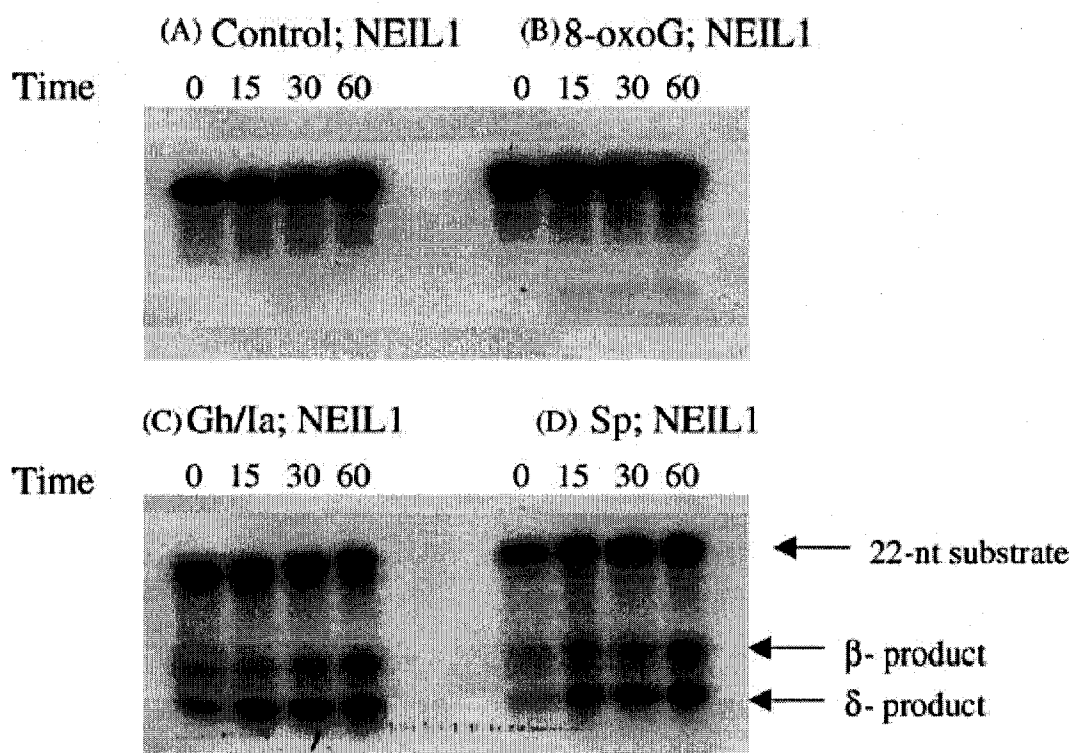 (A) Control; NEIL1 (B) 8-oxoG; NEIL1
Time 0 15 30 60 0 15 30 60
(C) Gh/Ia; NEIL1 (D) Sp; NEIL1
Time 0 15 30 60 0 15 30 60
22-nt substrate
β- product
δ- product